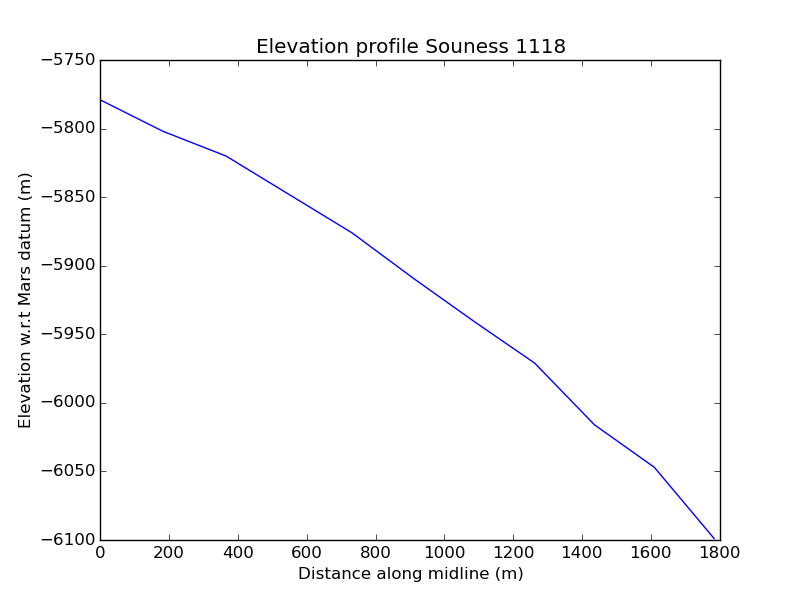 Elevation profile Souness 1118
Elevation w.r.t Mars datum (m)
−5750
−5800
−5850
−5900
−5950
−6000
−6050
−6100
0 200 400 600 800 1000 1200 1400 1600 1800
Distance along midline (m)